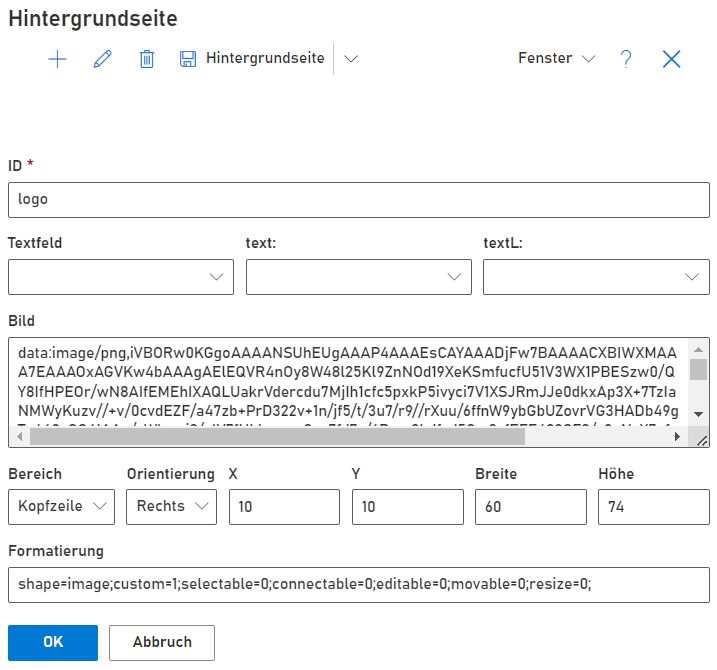 Hintergrundseite
Hintergrundseite Fenster ?
ID *
logo
Textfeld text: textL:
Bild
data:image/png,iVBORw0KGgoAAAANSUhEUgAAAP4AAAEsCAYAAADjFw7BAAAACXBIWXMAA
A7EAAAOxAGVKw4bAAAgAElEQVR4nOy8W48l25Kl9ZnNOd19XeKSmfucfU51V3WX1PBESzw0/Q
Y8IfHPEOr/wN8AIfEMEhIXAQLUakrVdercdu7MjIh1cfc5pxkP5ivyci7V1XSJRmJJe0dkxAp3X+7TzIa
NMWyKuzv//+v/0cvdEZF/a47zb+PrD322v+1n/jf5/t/3u7/r9//rXuu/6ffnW9ybGbUZovrVG3HADb49g
Bereich Orientierung X Y Breite Höhe
Kopfzeile Rechts 10 10 60 74
Formatierung
shape=image;custom=1;selectable=0;connectable=0;editable=0;movable=0;resize=0;
OK Abbruch